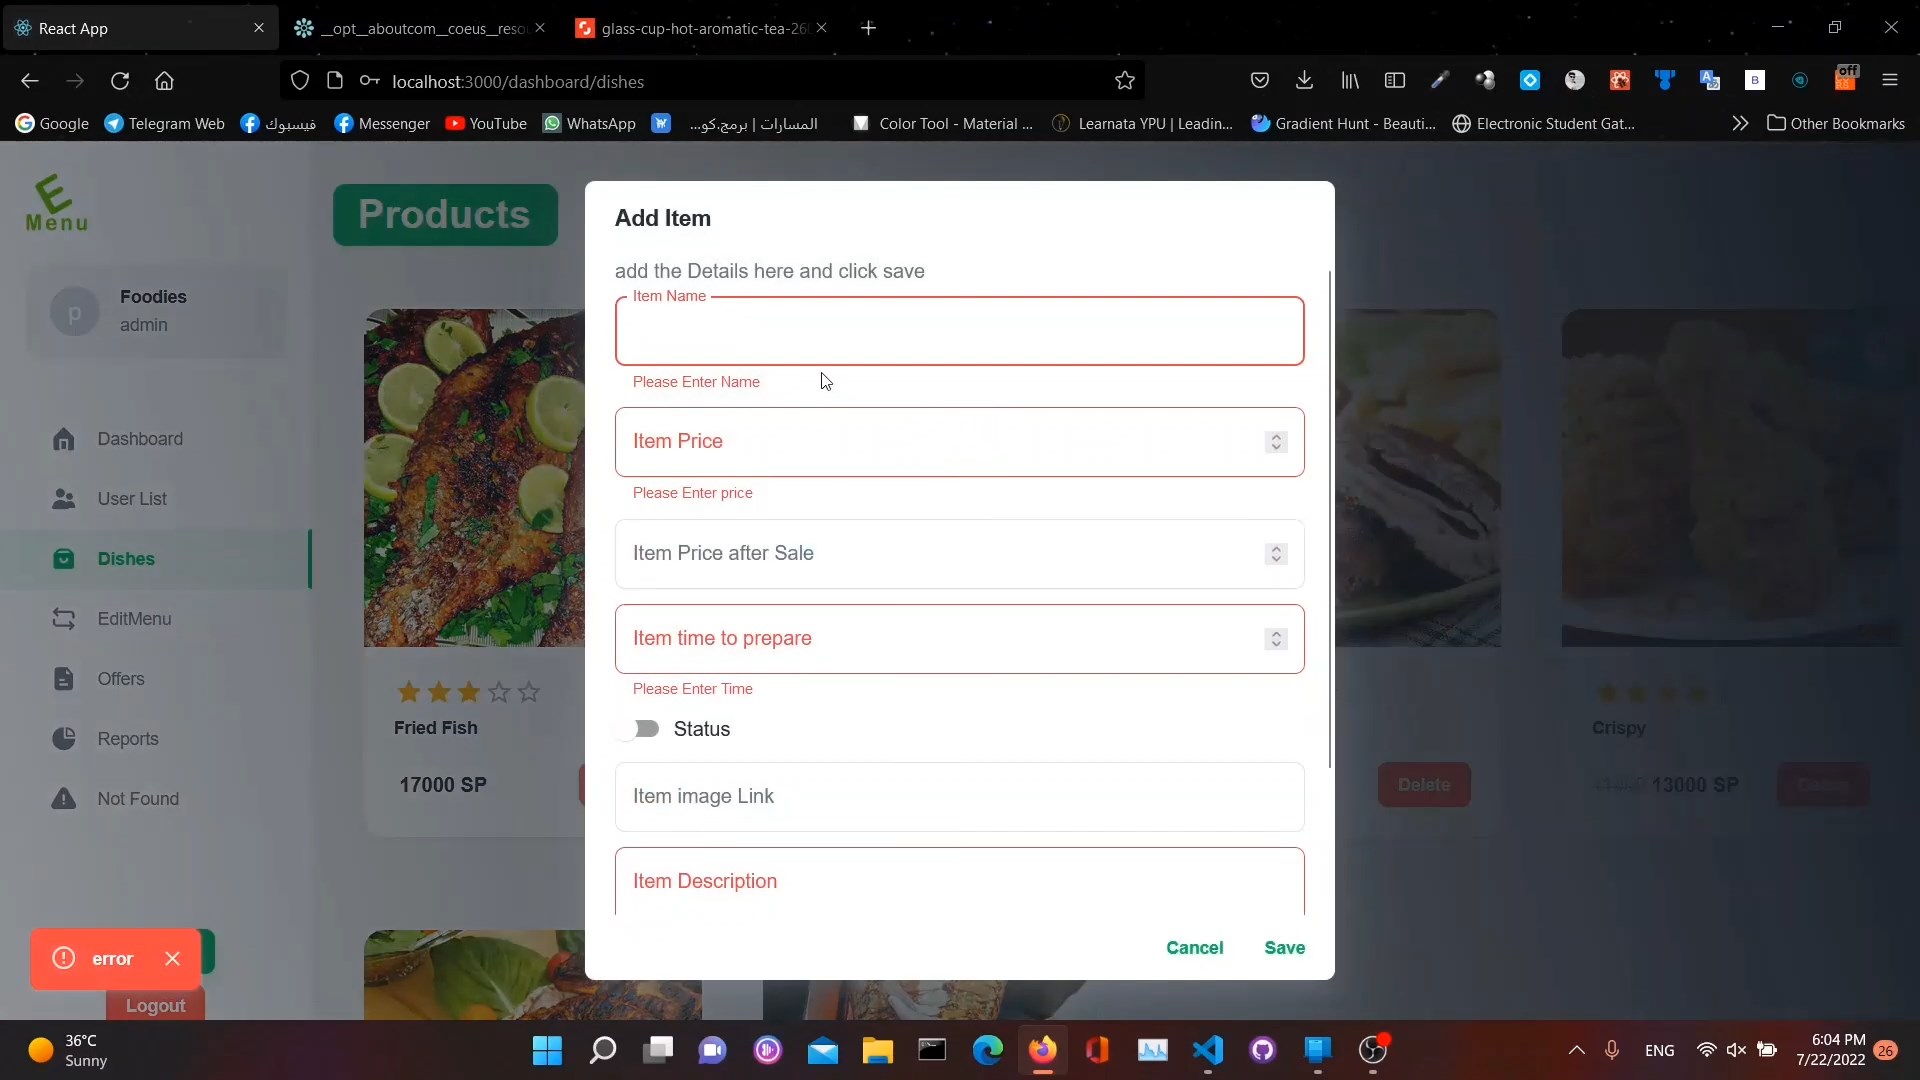 React App
__opt__aboutcom__coeus__reso
glass-cup-hot-aromatic-tea-26
localhost:3000/dashboard/dishes
off
Google
Telegram Web
فيسبوك
Messenger
YouTube
WhatsApp
المسارات | برمج.كو...
Color Tool - Material ...
Learnata YPU | Leadin...
Gradient Hunt - Beauti...
Electronic Student Gat...
Other Bookmarks
E
Menu
p
Foodies
admin
Dashboard
User List
Dishes
EditMenu
Offers
Reports
Not Found
error
Logout
Products
Fried Fish
17000 SP
Add Item
add the Details here and click save
Item Name
Please Enter Name
Item Price
Please Enter price
Item Price after Sale
Item time to prepare
Please Enter Time
Status
Item image Link
Item Description
Cancel
Save
Delete
Crispy
13000 SP
Delete
36°C
Sunny
ENG
6:04 PM
7/22/2022
26